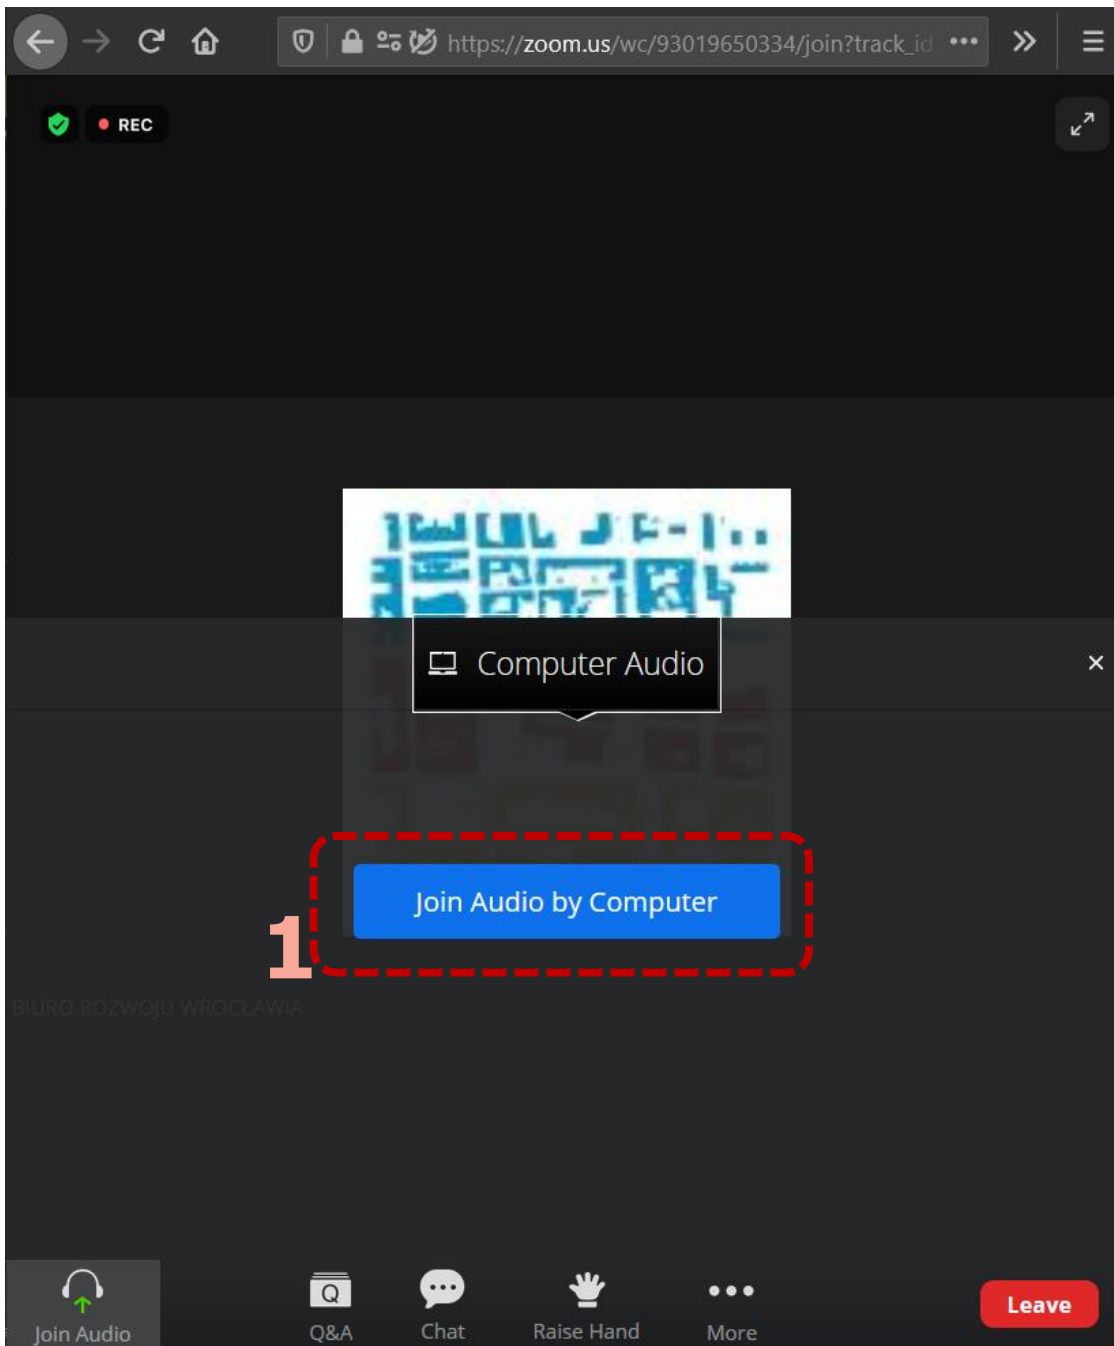 https://zoom.us/wc/93019650334/join?track_id
REC
Computer Audio
Join Audio by Computer
1
BIURO ROZWOJU WROCŁAWIA
Join Audio
Q
Q&A
Chat
Raise Hand
More
Leave